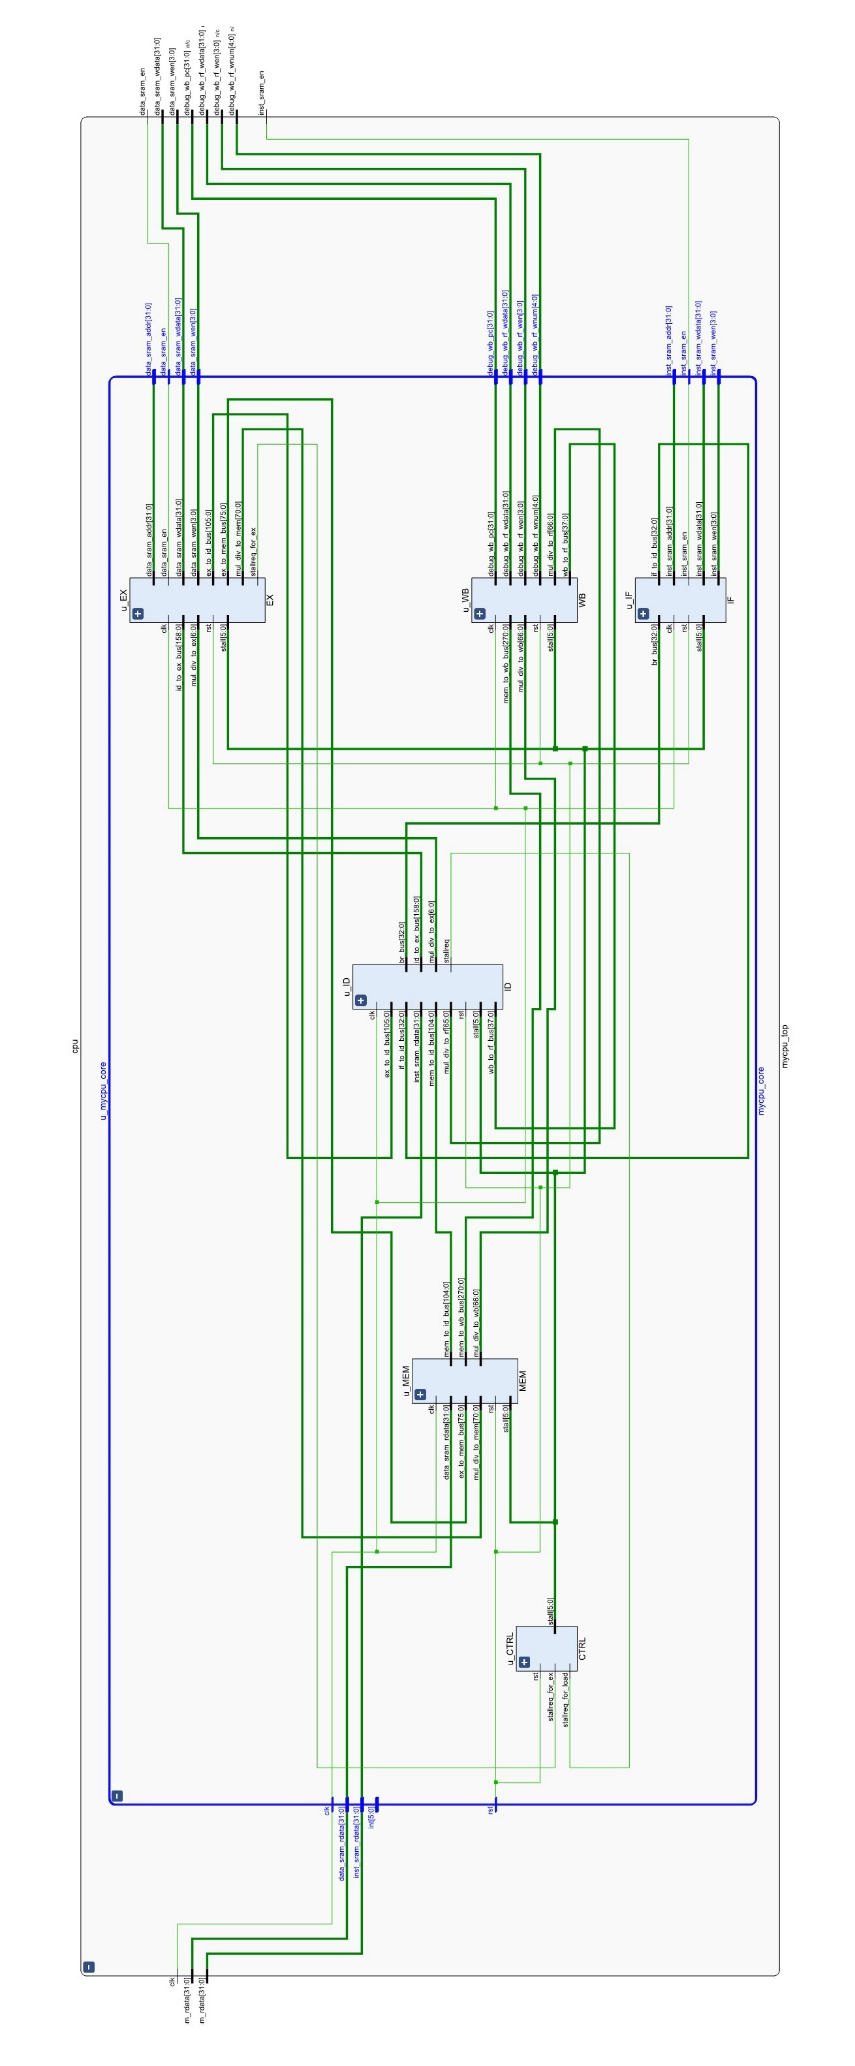 data_sram_en
data_sram_wdata[31:0]
data_sram_wen[3:0]
debug_wb_pc[31:0] n/c
debug_wb_rf_wdata[31:0]
debug_wb_rf_wen[3:0] n/c
debug_wb_rf_wnum[4:0] n/
inst_sram_en
data_sram_addr[31:0]
data_sram_en
data_sram_wdata[31:0]
data_sram_wen[3:0]
debug_wb_pc[31:0]
debug_wb_rf_wdata[31:0]
debug_wb_rf_wen[3:0]
debug_wb_rf_wnum[4:0]
inst_sram_addr[31:0]
inst_sram_en
inst_sram_wdata[31:0]
inst_sram_wen[3:0]
u_EX
data_sram_addr[31:0]
data_sram_en
data_sram_wdata[31:0]
data_sram_wen[3:0]
ex_to_id_bus[105:0]
ex_to_mem_bus[75:0]
mul_div_to_mem[70:0]
stallreq_for_ex
clk
id_to_ex_bus[158:0]
mul_div_to_ex[6:0]
rst
stall[5:0]
EX
u_WB
debug_wb_pc[31:0]
debug_wb_rf_wdata[31:0]
debug_wb_rf_wen[3:0]
debug_wb_rf_wnum[4:0]
mul_div_to_rf[66:0]
wb_to_rf_bus[37:0]
clk
mem_to_wb_bus[270:0]
mul_div_to_wb[66:0]
rst
stall[5:0]
WB
u_IF
if_to_id_bus[32:0]
inst_sram_addr[31:0]
inst_sram_en
inst_sram_wdata[31:0]
inst_sram_wen[3:0]
br_bus[32:0]
clk
rst
stall[5:0]
IF
u_ID
br_bus[32:0]
id_to_ex_bus[158:0]
mul_div_to_ex[6:0]
stallreq
clk
ex_to_id_bus[105:0]
if_to_id_bus[32:0]
inst_sram_rdata[31:0]
mem_to_id_bus[104:0]
mul_div_to_rf[65:0]
rst
stall[5:0]
wb_to_rf_bus[37:0]
ID
cpu
u_mycpu_core
mycpu_core
mycpu_top
u_MEM
mem_to_id_bus[104:0]
mem_to_wb_bus[270:0]
mul_div_to_wb[66:0]
clk
data_sram_rdata[31:0]
ex_to_mem_bus[75:0]
mul_div_to_mem[70:0]
rst
stall[5:0]
MEM
u_CTRL
stall[5:0]
rst
stallreq_for_ex
stallreq_for_load
CTRL
clk
data_sram_rdata[31:0]
inst_sram_rdata[31:0]
int[5:0]
rst
clk
m_rdata[31:0]
m_rdata[31:0]